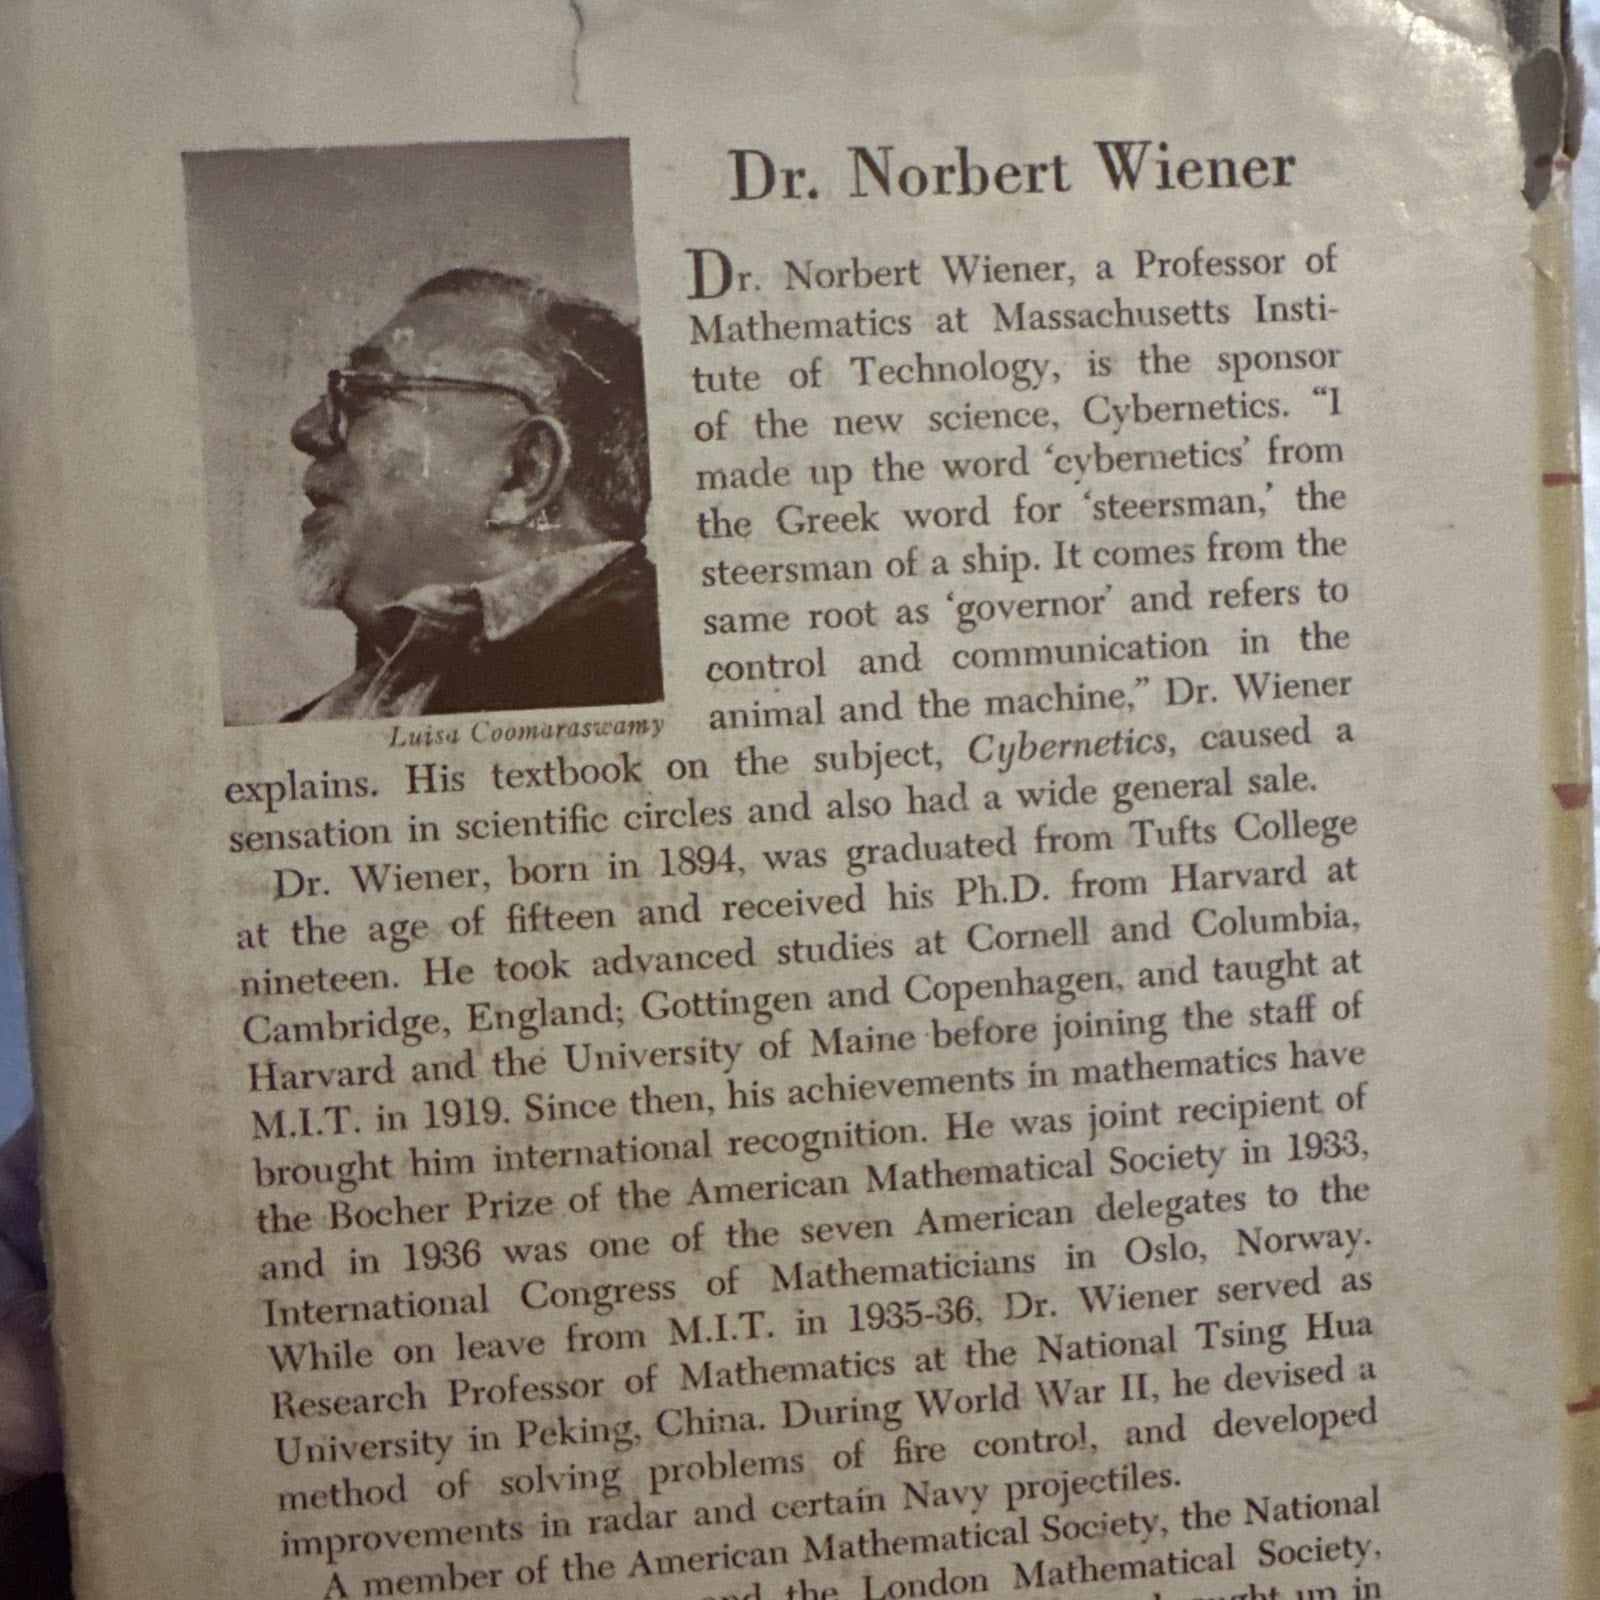 Dr. Norbert Wiener
Dr. Norbert Wiener, a Professor of
Mathematics at Massachusetts Insti-
tute of Technology, is the sponsor
of the new science, Cybernetics. “I
made up the word ‘cybernetics’ from
the Greek word for ‘steersman,’ the
steersman of a ship. It comes from the
same root as ‘governor’ and refers to
control and communication in the
animal and the machine,” Dr. Wiener
Luisa Coomaraswamy
explains. His textbook on the subject, Cybernetics, caused a
sensation in scientific circles and also had a wide general sale.
Dr. Wiener, born in 1894, was graduated from Tufts College
at the age of fifteen and received his Ph.D. from Harvard at
nineteen. He took advanced studies at Cornell and Columbia,
Cambridge, England; Gottingen and Copenhagen, and taught at
Harvard and the University of Maine before joining the staff of
M.I.T. in 1919. Since then, his achievements in mathematics have
brought him international recognition. He was joint recipient of
the Bocher Prize of the American Mathematical Society in 1933,
and in 1936 was one of the seven American delegates to the
International Congress of Mathematicians in Oslo, Norway.
While on leave from M.I.T. in 1935-36, Dr. Wiener served as
Research Professor of Mathematics at the National Tsing Hua
University in Peking, China. During World War II, he devised a
method of solving problems of fire control, and developed
improvements in radar and certain Navy projectiles.
A member of the American Mathematical Society, the National
the London Mathematical Society,
up in